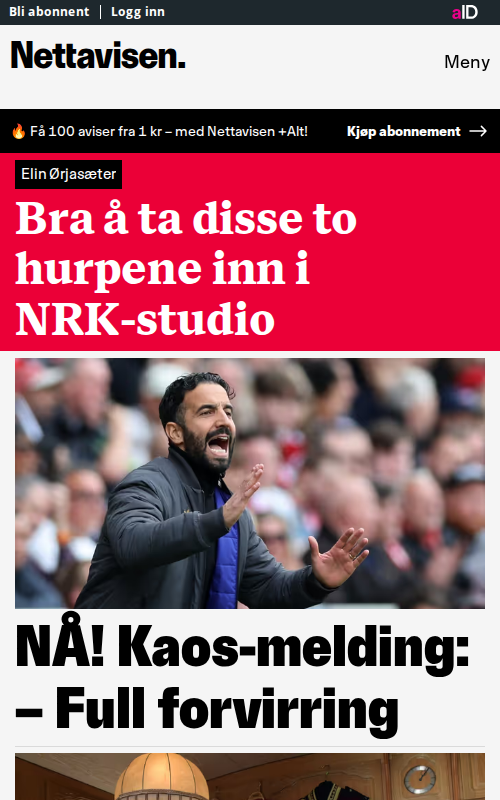 Bli abonnent | Logg inn
aID
Nettavisen.
Meny
🔥 Få 100 aviser fra 1 kr – med Nettavisen +Alt!
Kjøp abonnement →
Elin Ørjasæter
Bra å ta disse to
hurpene inn i
NRK-studio
NÅ! Kaos-melding:
– Full forvirring